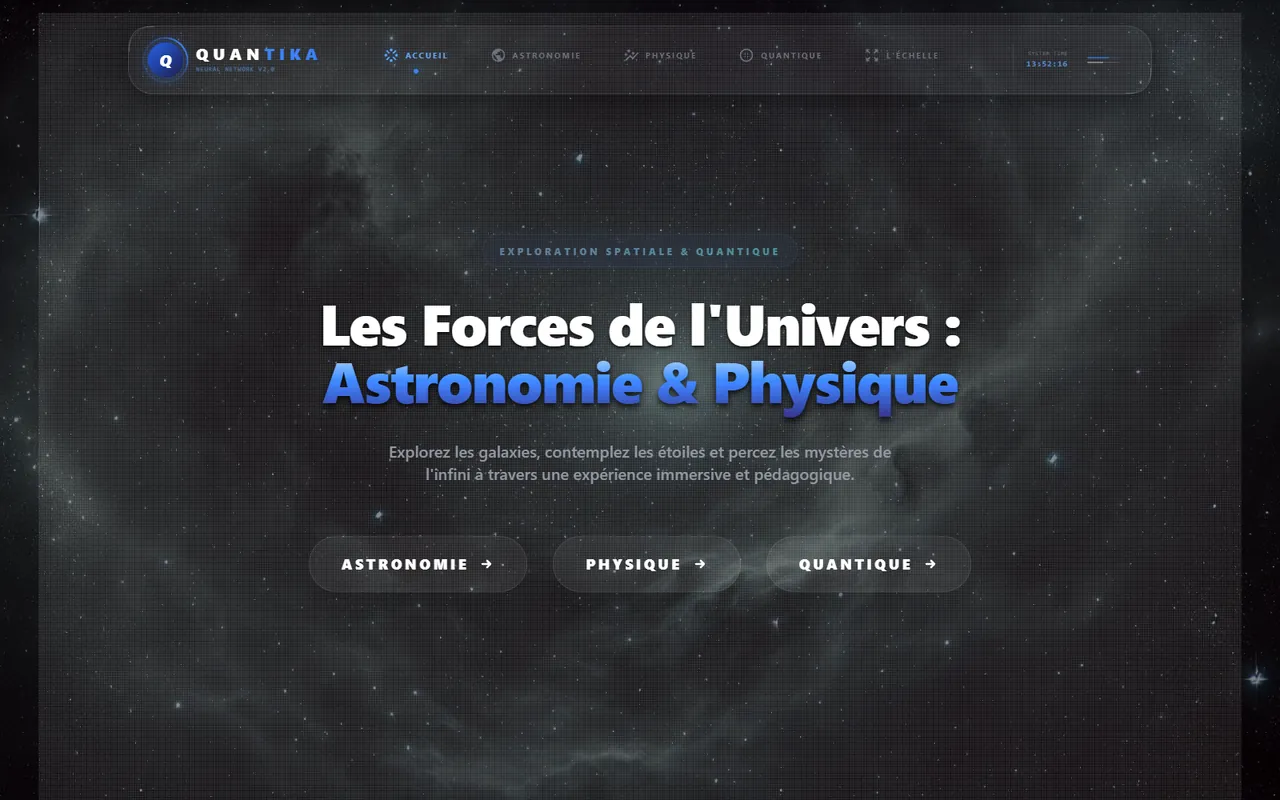 Q
QUANTIKA
NEURAL NETWORK V2.0
ACCUEIL
ASTRONOMIE
PHYSIQUE
QUANTIQUE
L'ÉCHELLE
SYSTEM TIME
13:52:16
EXPLORATION SPATIALE & QUANTIQUE
Les Forces de l'Univers :
Astronomie & Physique
Explorez les galaxies, contemplez les étoiles et percez les mystères de
l'infini à travers une expérience immersive et pédagogique.
ASTRONOMIE →
PHYSIQUE →
QUANTIQUE →